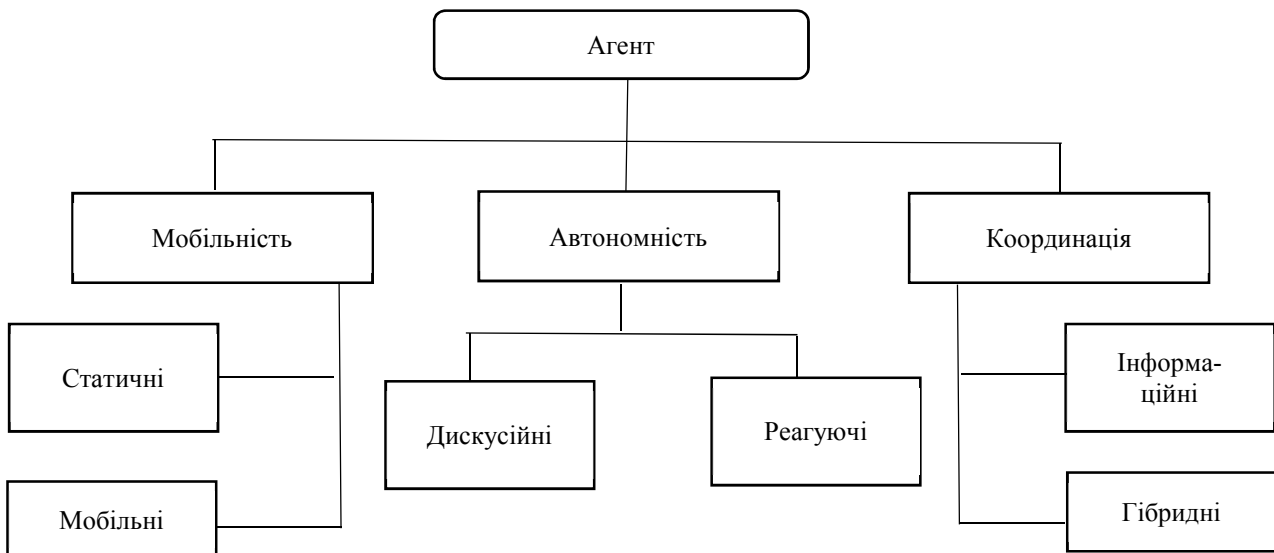 Агент
Мобільність
Автономність
Координація
Статичні
Інформа-
ційні
Дискусійні
Реагуючі
Мобільні
Гібридні